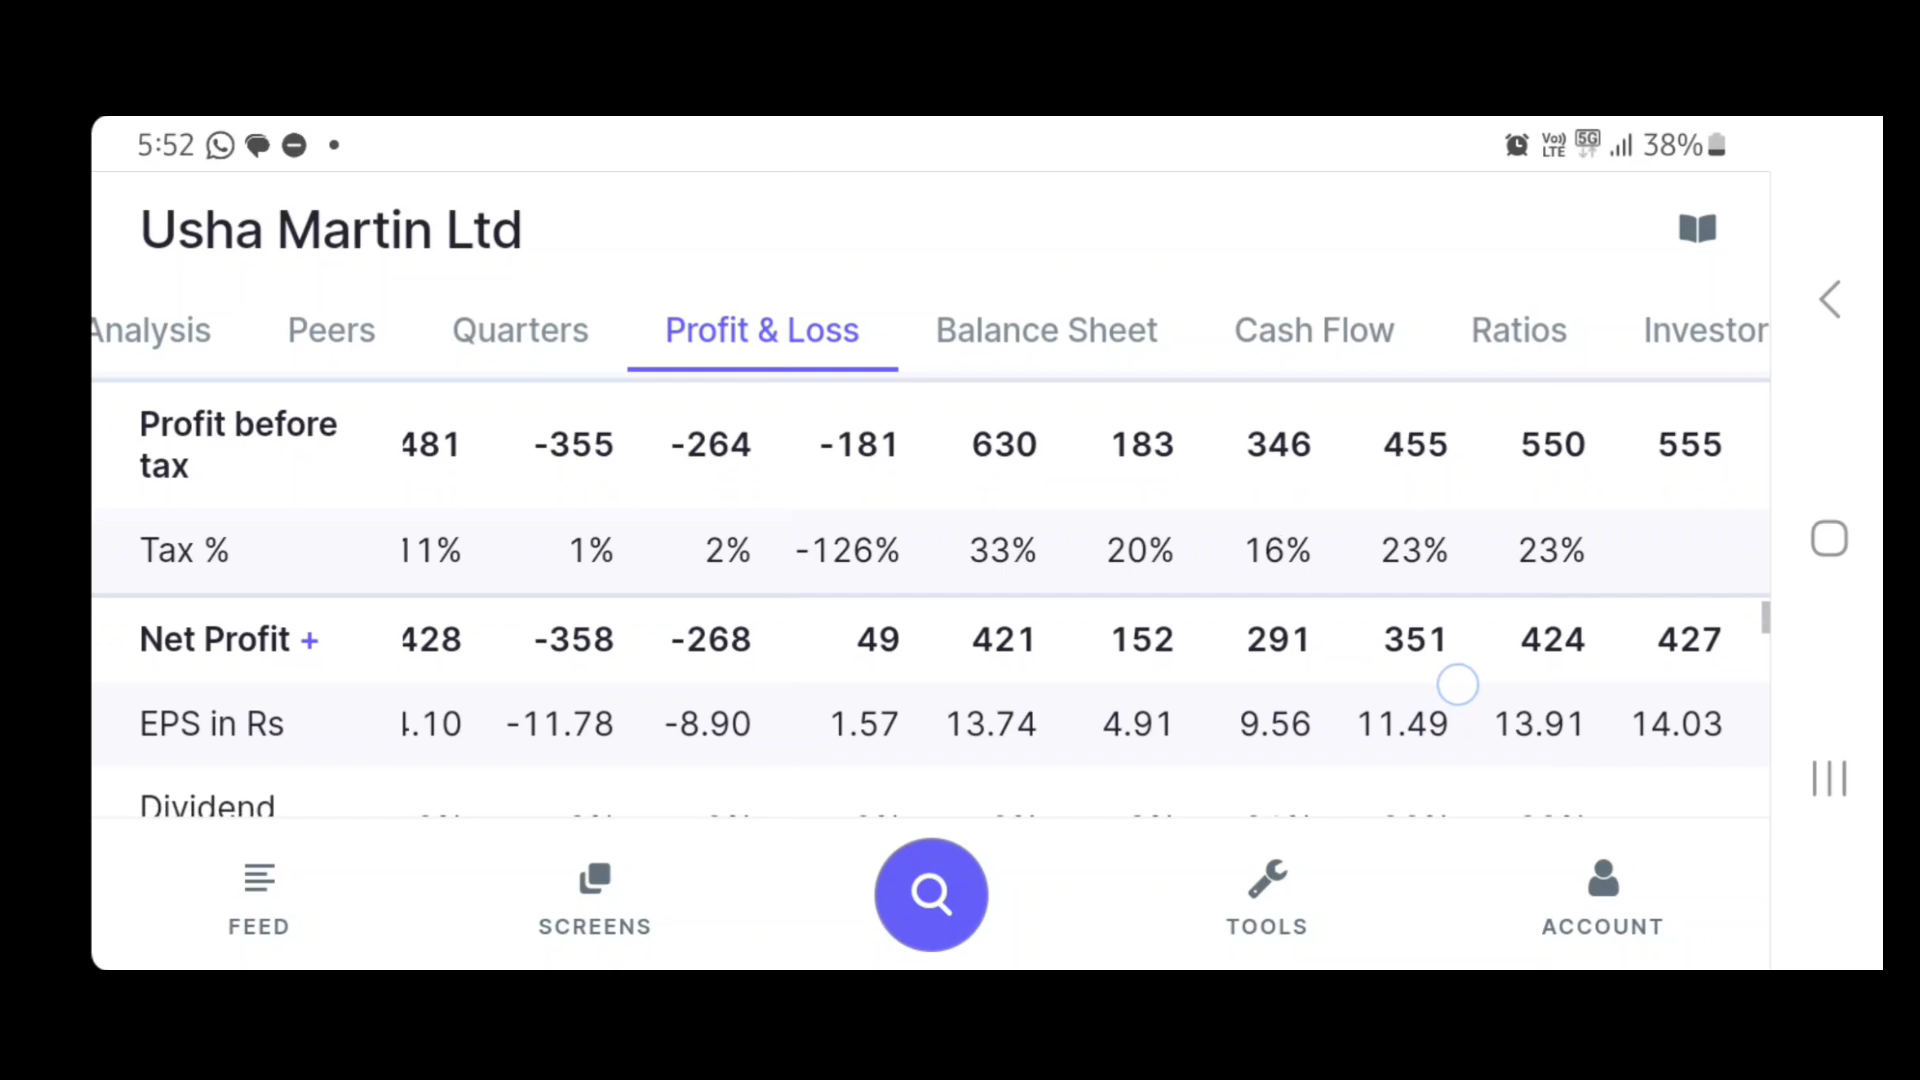 5:52 Vo)) LTE 5G 38%
Usha Martin Ltd
Analysis Peers Quarters Profit & Loss Balance Sheet Cash Flow Ratios Investor
Profit before tax 481 -355 -264 -181 630 183 346 455 550 555
Tax % 11% 1% 2% -126% 33% 20% 16% 23% 23%
Net Profit + 428 -358 -268 49 421 152 291 351 424 427
EPS in Rs .10 -11.78 -8.90 1.57 13.74 4.91 9.56 11.49 13.91 14.03
Dividend
FEED SCREENS TOOLS ACCOUNT